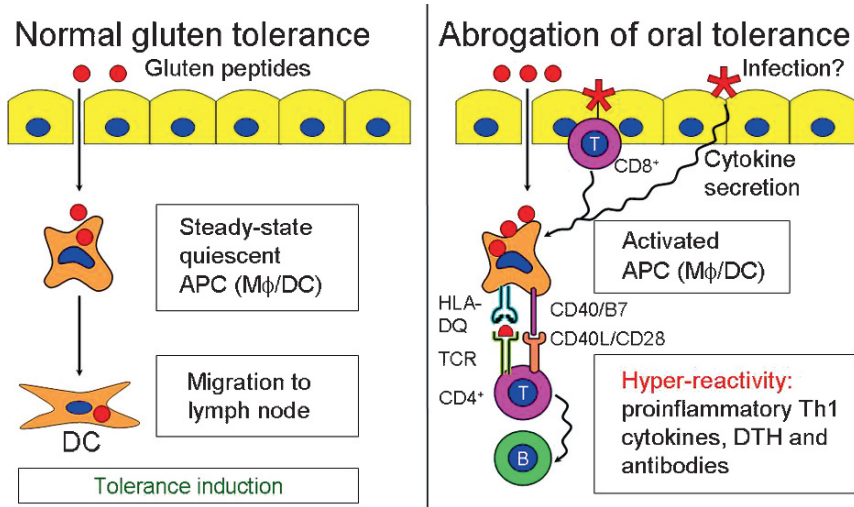 Normal gluten tolerance
Gluten peptides
Steady-state
quiescent
APC (Mϕ/DC)
Migration to
lymph node
DC
Tolerance induction
Abrogation of oral tolerance
Infection?
T
CD8⁺
Cytokine
secretion
Activated
APC (Mϕ/DC)
HLA-
DQ
CD40/B7
CD40L/CD28
TCR
CD4⁺
T
B
Hyper-reactivity:
proinflammatory Th1
cytokines, DTH and
antibodies